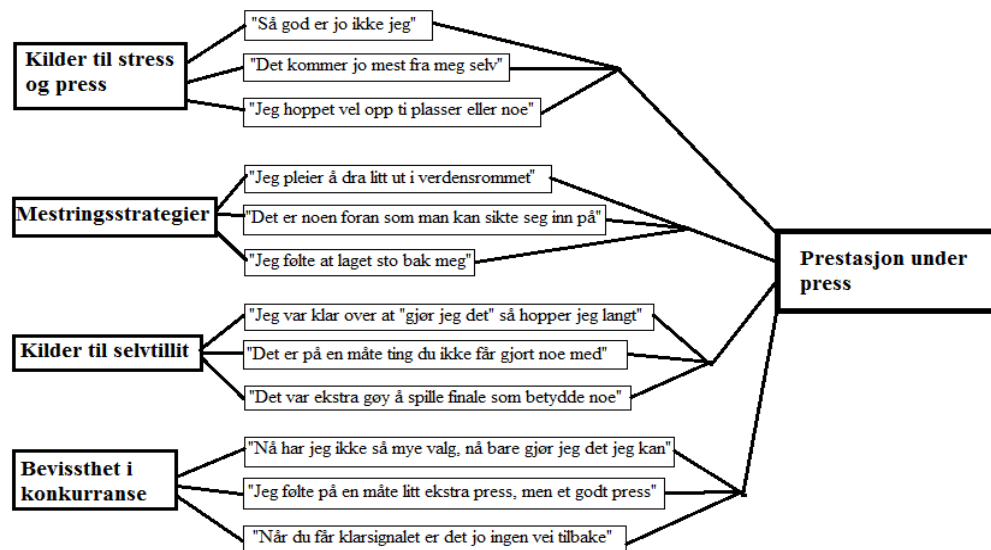 "Så god er jo ikke jeg"
Kilder til stress
og press
"Det kommer jo mest fra meg selv"
"Jeg hoppet vel opp ti plasser eller noe"
"Jeg pleier å dra litt ut i verdensrommet"
Mestringsstrategier
"Det er noen foran som man kan sikte seg inn på"
"Jeg følte at laget sto bak meg"
Prestasjon under
press
"Jeg var klar over at "gjør jeg det" så hopper jeg langt"
Kilder til selvtillit
"Det er på en måte ting du ikke får gjort noe med"
"Det var ekstra gøy å spille finale som betydde noe"
"Nå har jeg ikke så mye valg, nå bare gjør jeg det jeg kan"
Bevissthet i
konkurranse
"Jeg følte på en måte litt ekstra press, men et godt press"
"Når du får klarsignalet er det jo ingen vei tilbake"